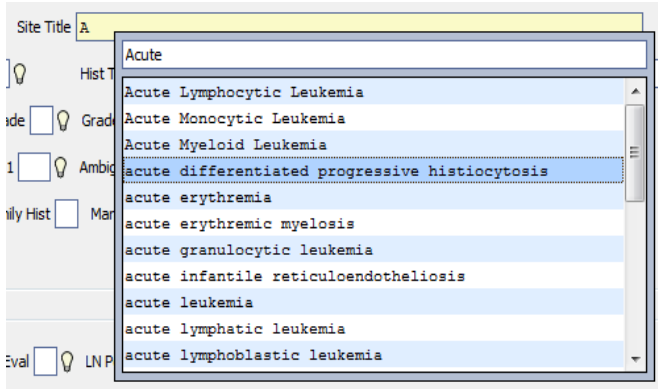 Site Title A
Acute
Hist T
Acute Lymphocytic Leukemia
Acute Monocytic Leukemia
ade Grade
Acute Myeloid Leukemia
1 Ambig
acute differentiated progressive histiocytosis
acute erythremia
mily Hist Mar
acute erythremic myelosis
acute granulocytic leukemia
acute infantile reticuloendotheliosis
acute leukemia
acute lymphatic leukemia
Eval LN P
acute lymphoblastic leukemia